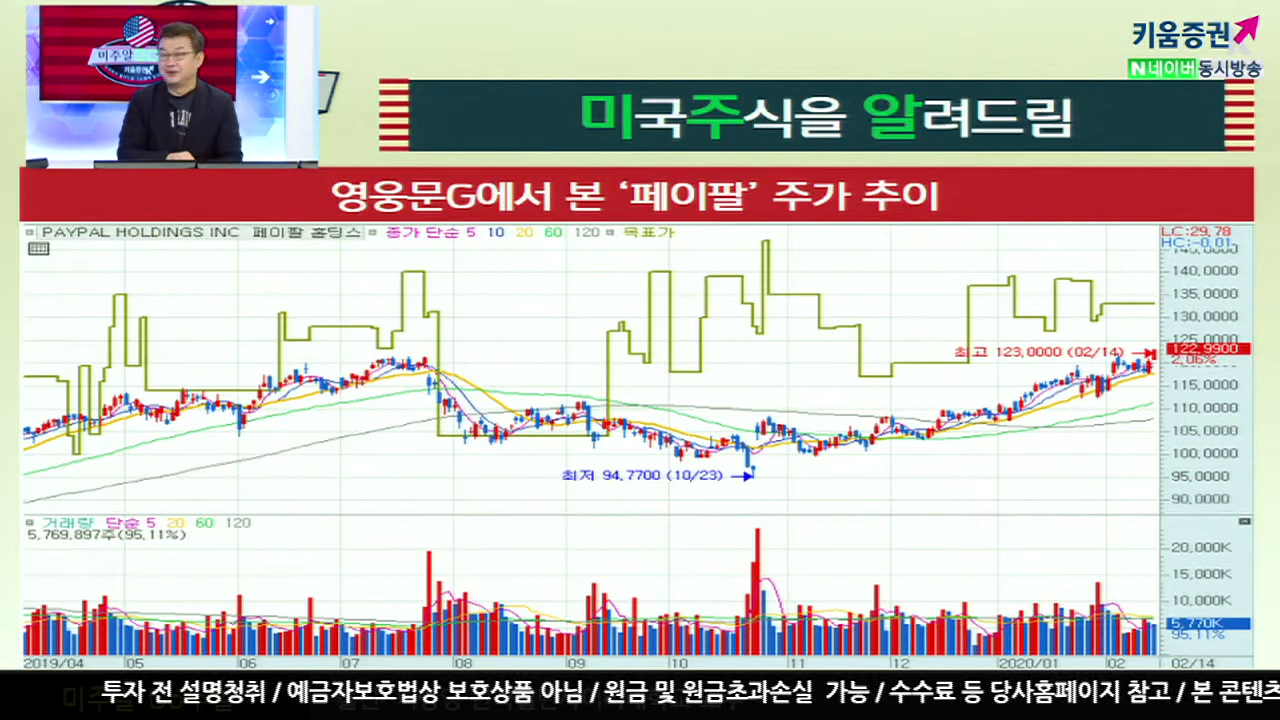 미주알
키움증권
키움증권
N 네이버 동시방송
미국주식을 알려드림
영웅문G에서 본 ‘페이팔’ 주가 추이
PAYPAL HOLDINGS INC 페이팔 홀딩스 종가 단순 5 10 20 60 120 목표가
LC:29,78
HC:-0,01
145,0000
140,0000
135,0000
130,0000
125,0000
최고 123,0000 (02/14)
122,9900
2,06%
115,0000
110,0000
105,0000
100,0000
최저 94,7700 (10/23)
95,0000
90,0000
거래량 단순 5 20 60 120
5,769,897주(95,11%)
20,000K
15,000K
10,000K
5,770K
95,11%
2019/04 05 06 07 08 09 10 11 12 2020/01 02 02/14
투자 전 설명청취 / 예금자보호법상 보호상품 아님 / 원금 및 원금초과손실 가능 / 수수료 등 당사홈페이지 참고 / 본 콘텐츠